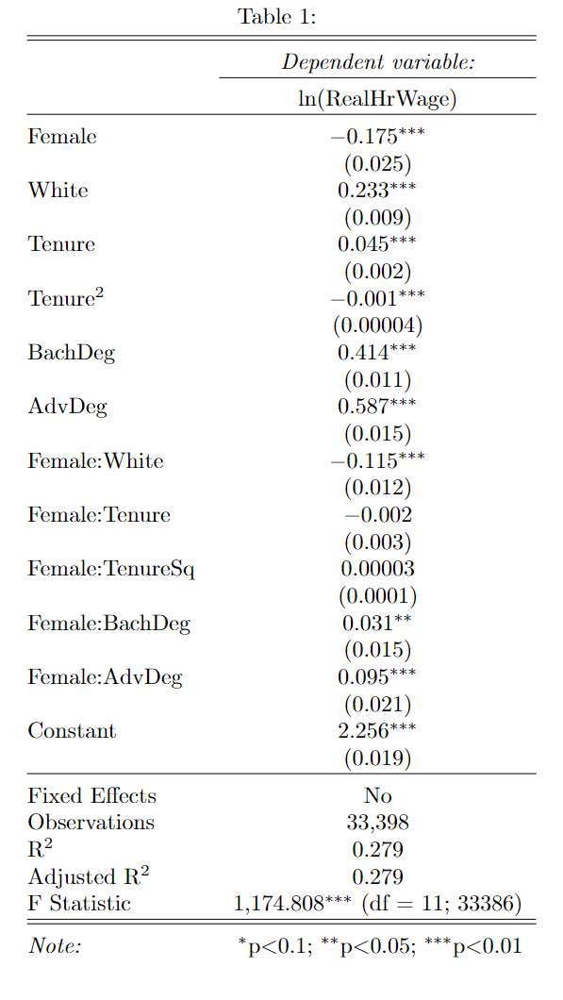 Table 1:
Dependent variable:
ln(RealHrWage)
Female −0.175***
(0.025)
White 0.233***
(0.009)
Tenure 0.045***
(0.002)
Tenure² −0.001***
(0.00004)
BachDeg 0.414***
(0.011)
AdvDeg 0.587***
(0.015)
Female:White −0.115***
(0.012)
Female:Tenure −0.002
(0.003)
Female:TenureSq 0.00003
(0.0001)
Female:BachDeg 0.031**
(0.015)
Female:AdvDeg 0.095***
(0.021)
Constant 2.256***
(0.019)
Fixed Effects No
Observations 33,398
R² 0.279
Adjusted R² 0.279
F Statistic 1,174.808*** (df = 11; 33386)
Note: *p<0.1; **p<0.05; ***p<0.01